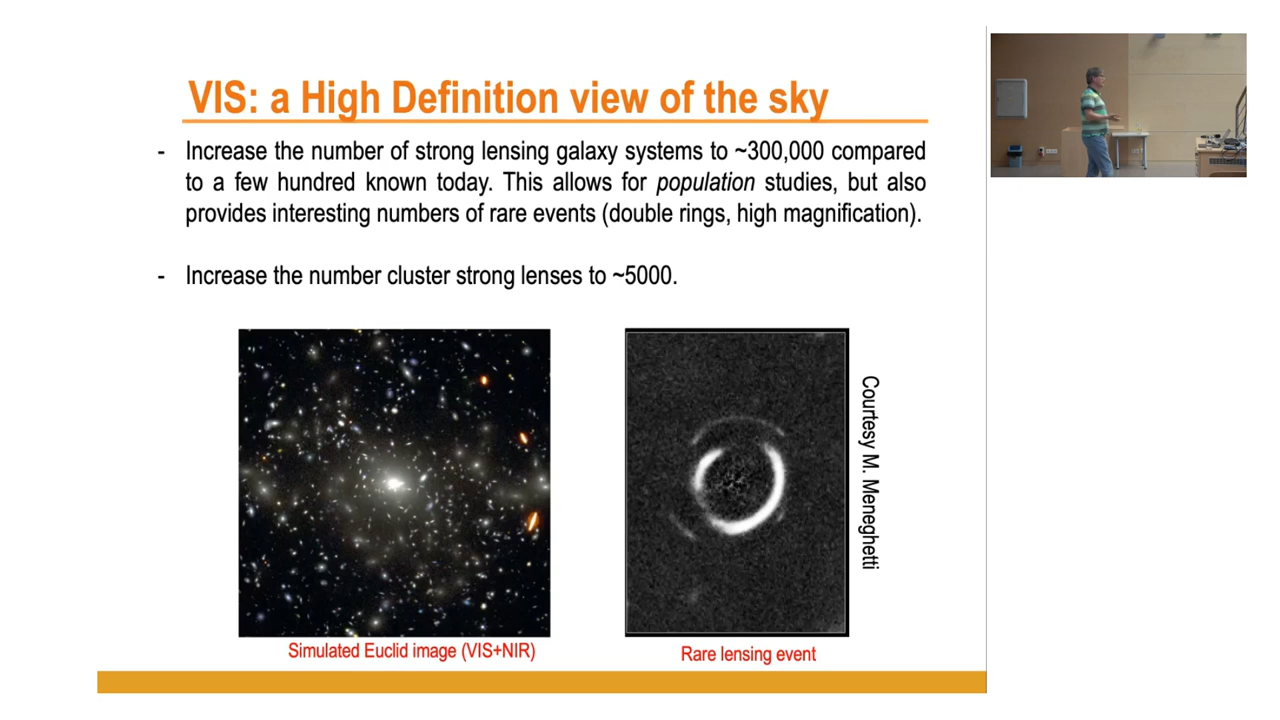 VIS: a High Definition view of the sky
- Increase the number of strong lensing galaxy systems to ~300,000 compared
to a few hundred known today. This allows for population studies, but also
provides interesting numbers of rare events (double rings, high magnification).
- Increase the number cluster strong lenses to ~5000.
Courtesy M. Meneghetti
Simulated Euclid image (VIS+NIR)
Rare lensing event